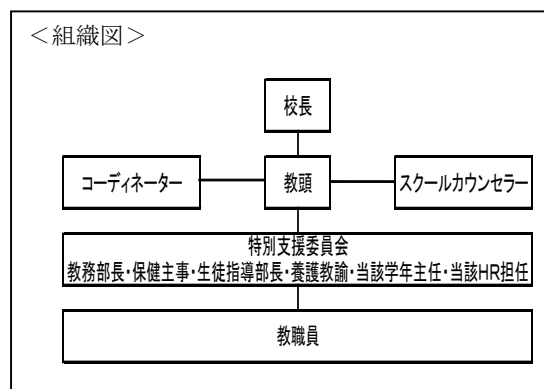 ＜組織図＞
校長
コーディネーター
教頭
スクールカウンセラー
特別支援委員会
教務部長・保健主事・生徒指導部長・養護教諭・当該学年主任・当該HR担任
教職員